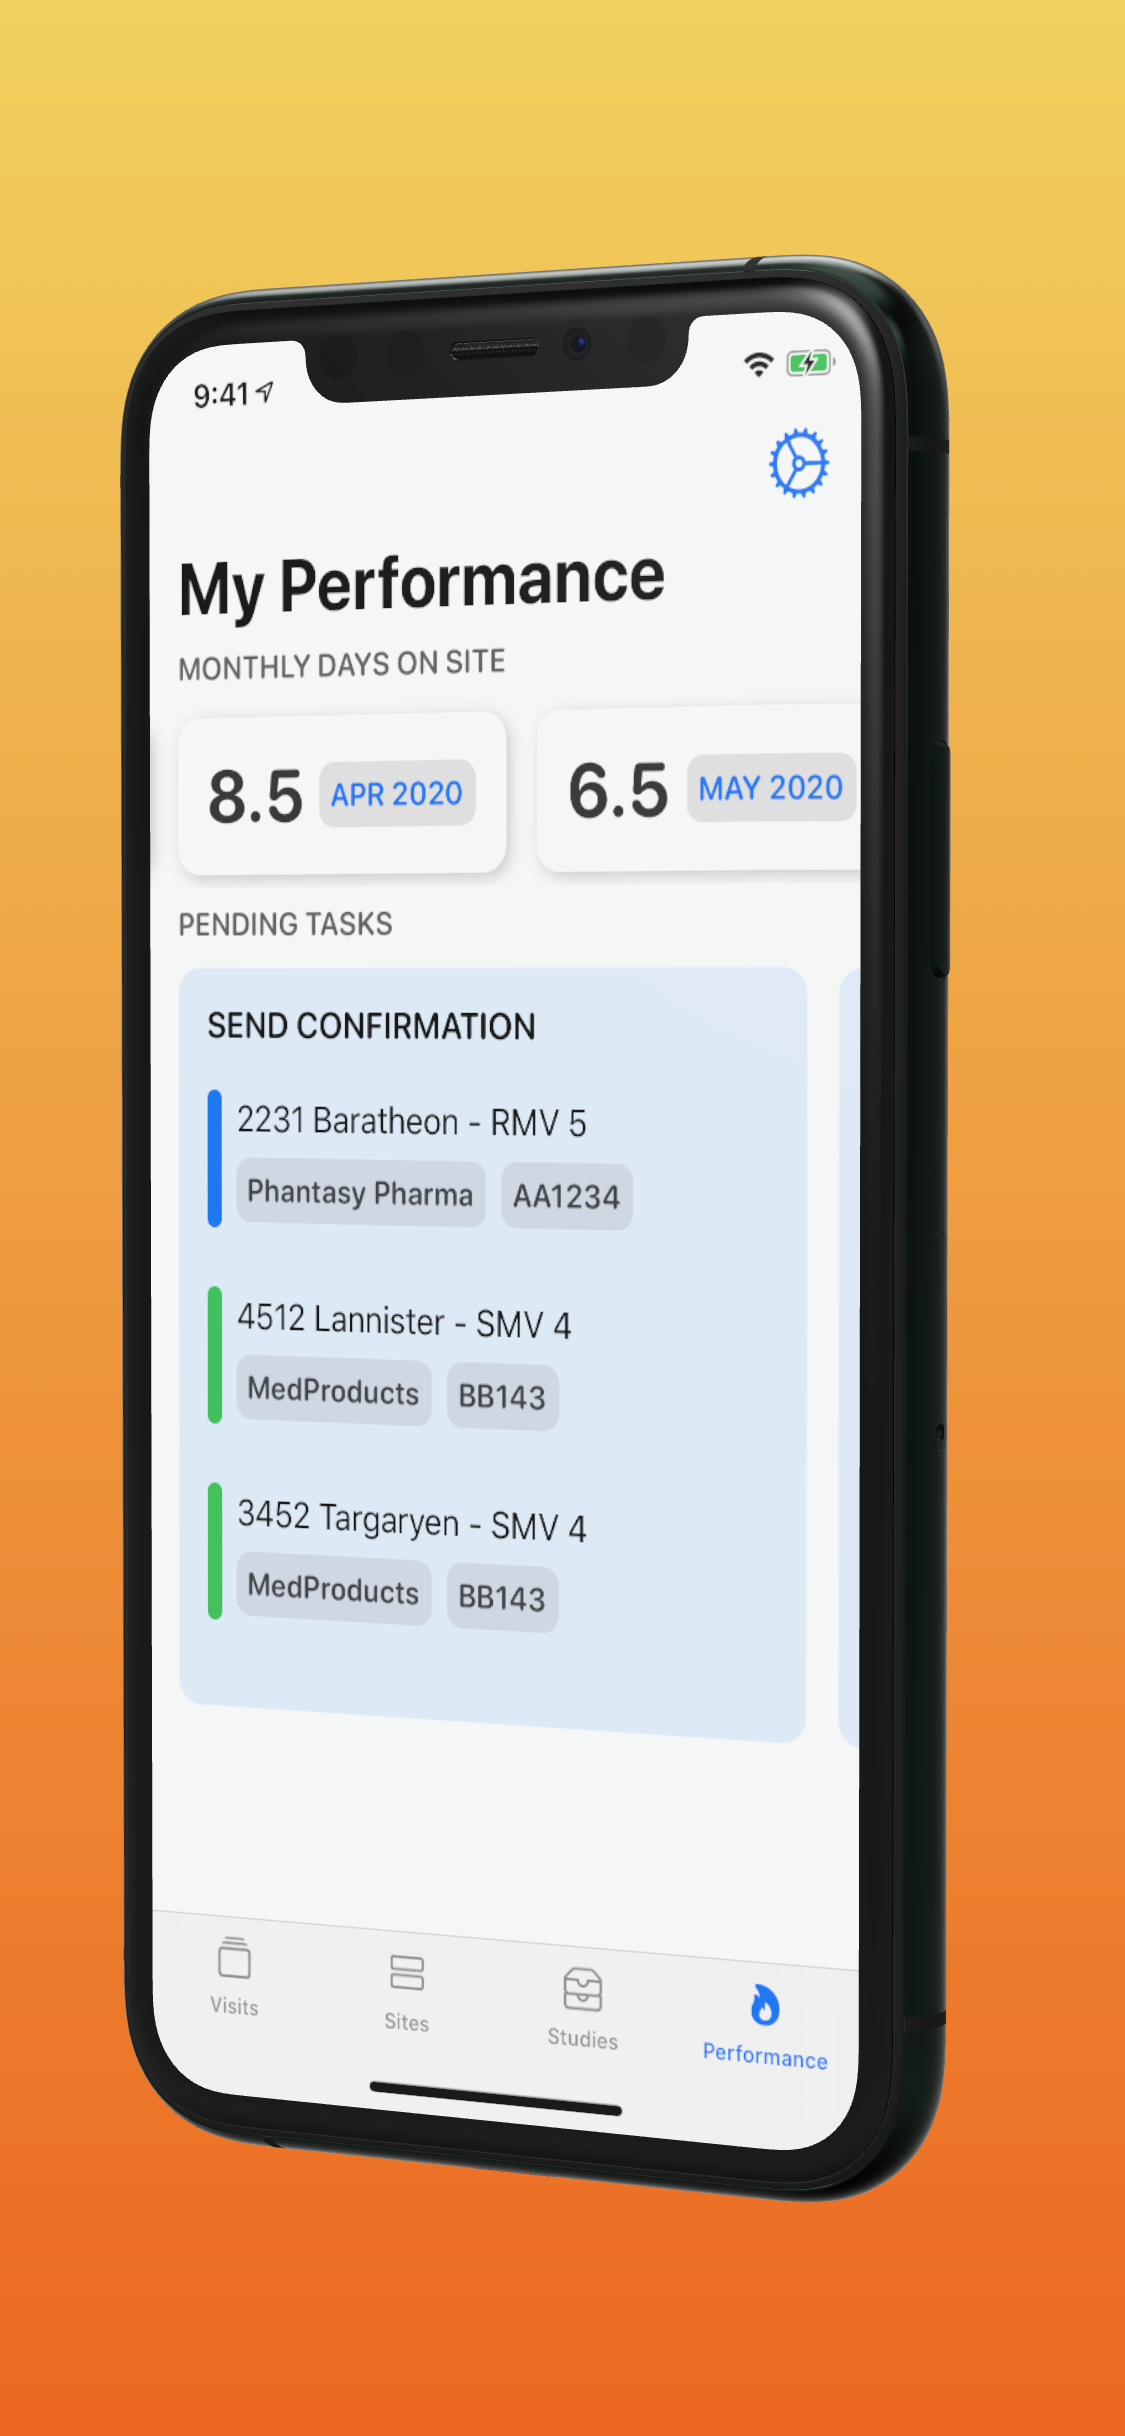 9:41
My Performance
MONTHLY DAYS ON SITE
8.5 APR 2020 6.5 MAY 2020
PENDING TASKS
SEND CONFIRMATION
2231 Baratheon - RMV 5
Phantasy Pharma AA1234
4512 Lannister - SMV 4
MedProducts BB143
3452 Targaryen - SMV 4
MedProducts BB143
Visits Sites Studies Performance